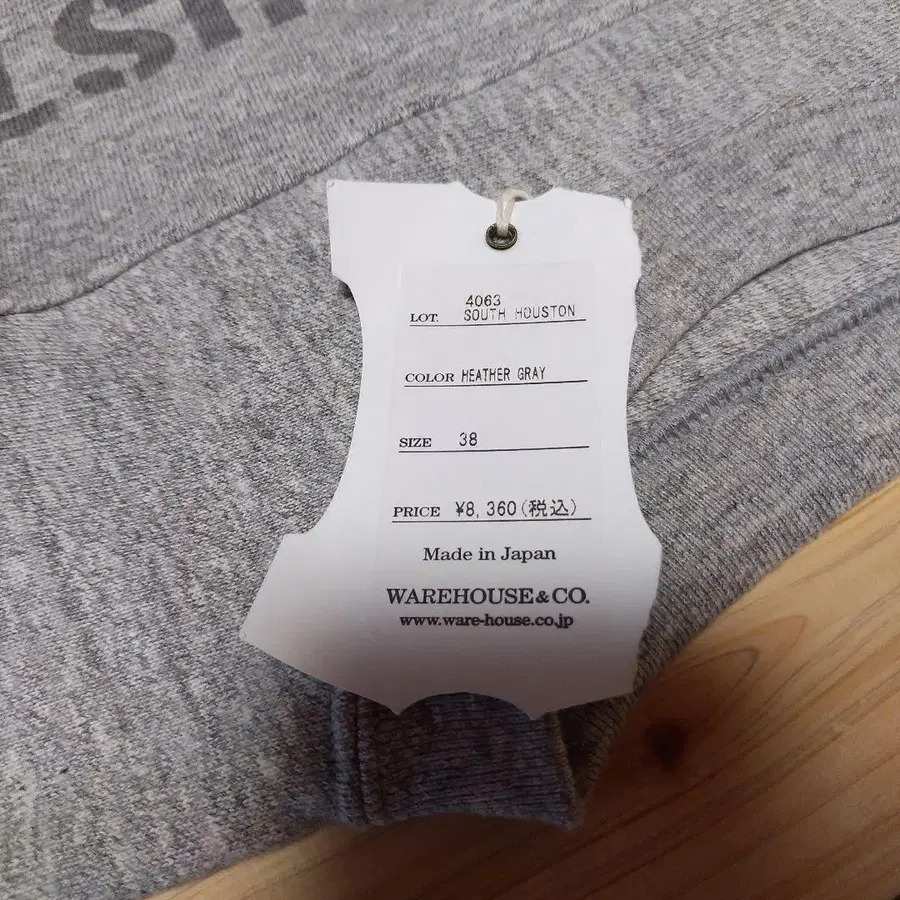 LSH
4063
LOT. SOUTH HOUSTON
COLOR HEATHER GRAY
SIZE 38
PRICE ¥8,360(税込)
Made in Japan
WAREHOUSE & CO.
www.ware-house.co.jp